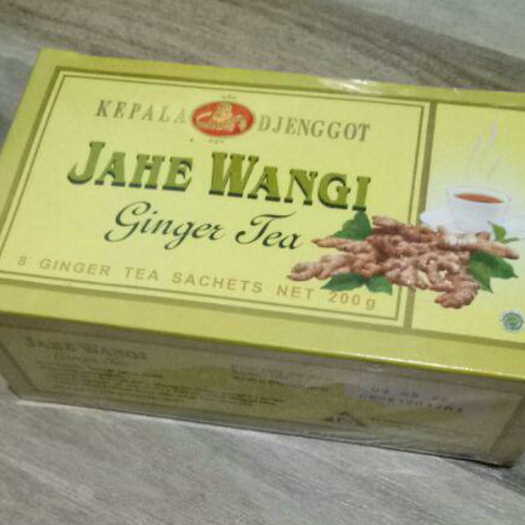 KEPALA DJENGGOT
JAHE WANGI
Ginger Tea
8 GINGER TEA SACHETS NET 200g
JAHE WANGI